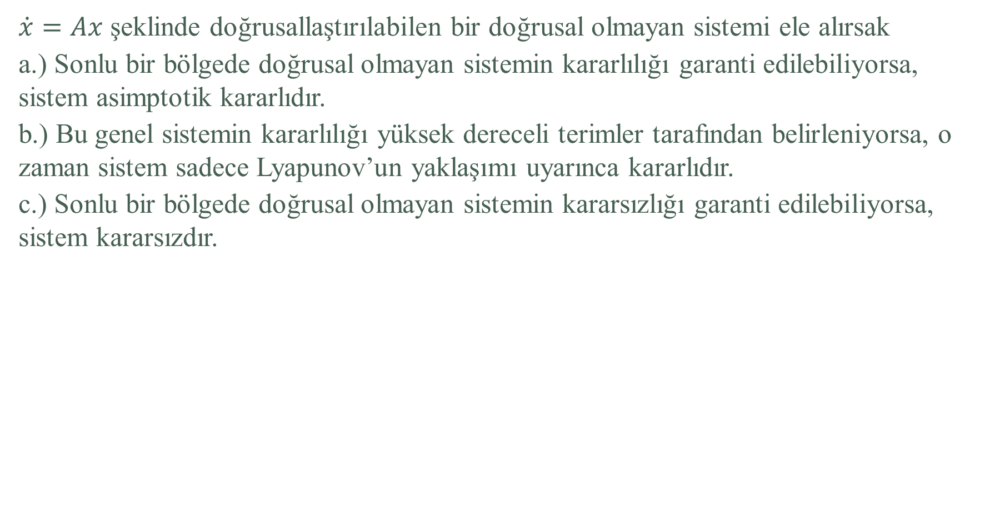 ẋ = Ax şeklinde doğrusallaştırılabilen bir doğrusal olmayan sistemi ele alırsak
a.) Sonlu bir bölgede doğrusal olmayan sistemin kararlılığı garanti edilebiliyorsa,
sistem asimptotik kararlıdır.
b.) Bu genel sistemin kararlılığı yüksek dereceli terimler tarafından belirleniyorsa, o
zaman sistem sadece Lyapunov’un yaklaşımı uyarınca kararlıdır.
c.) Sonlu bir bölgede doğrusal olmayan sistemin kararsızlığı garanti edilebiliyorsa,
sistem kararsızdır.